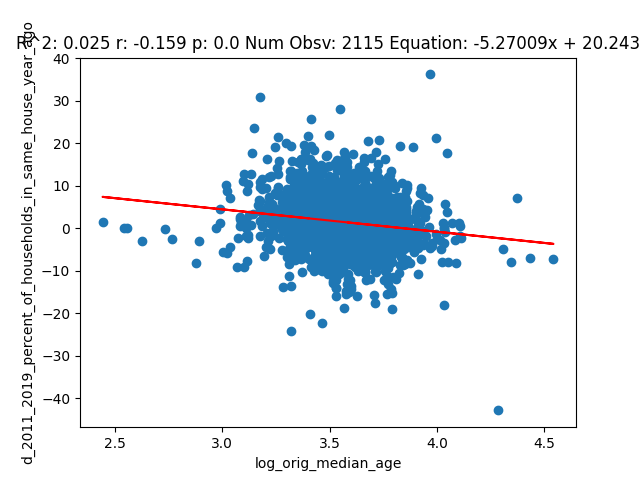 R^2: 0.025 r: -0.159 p: 0.0 Num Obsv: 2115 Equation: -5.27009x + 20.243
d_2011_2019_percent_of_households_in_same_house_year_ago
40
30
20
10
0
−10
−20
−30
−40
2.5 3.0 3.5 4.0 4.5
log_orig_median_age